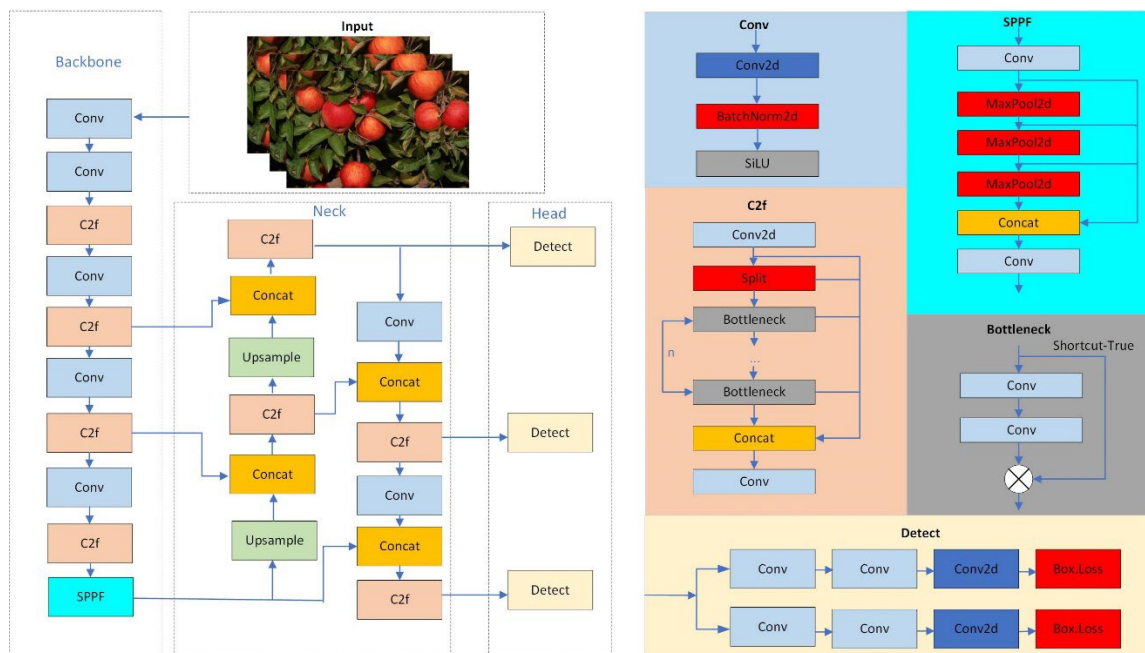 Backbone
Conv
Conv
C2f
Conv
C2f
Conv
C2f
Conv
C2f
SPPF
Input
Neck
C2f
Concat
Upsample
C2f
Concat
Upsample
Conv
Concat
C2f
Conv
Concat
C2f
Head
Detect
Detect
Detect
Conv
Conv2d
BatchNorm2d
SiLU
C2f
Conv2d
Split
Bottleneck
...
Bottleneck
n
Concat
Conv
SPPF
Conv
MaxPool2d
MaxPool2d
MaxPool2d
Concat
Conv
Bottleneck
Shortcut-True
Conv
Conv
Detect
Conv Conv Conv2d Box.Loss
Conv Conv Conv2d Box.Loss